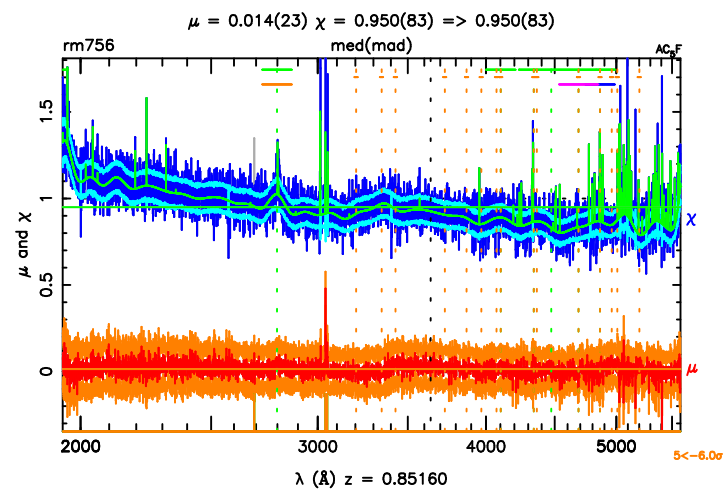 μ = 0.014(23) χ = 0.950(83) => 0.950(83)
rm756 med(mad) AC₅F
1.5
1
0.5
0
μ and χ
χ
μ
2000 3000 4000 5000
5<-6.0σ
λ (Å) z = 0.85160